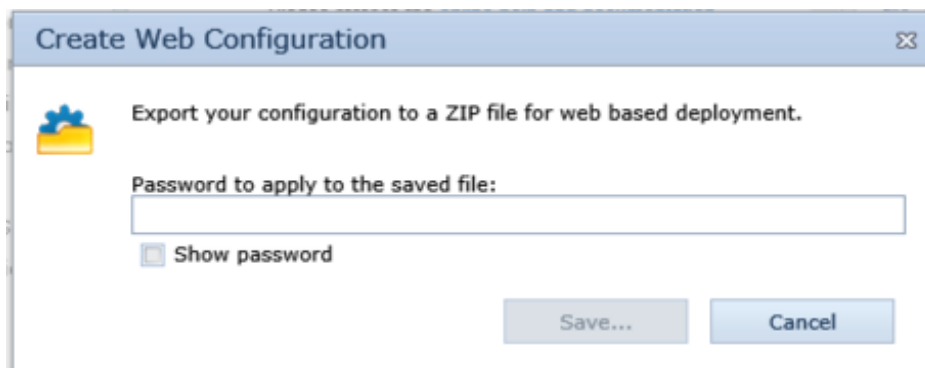 Create Web Configuration
Export your configuration to a ZIP file for web based deployment.
Password to apply to the saved file:
Show password
Save...
Cancel